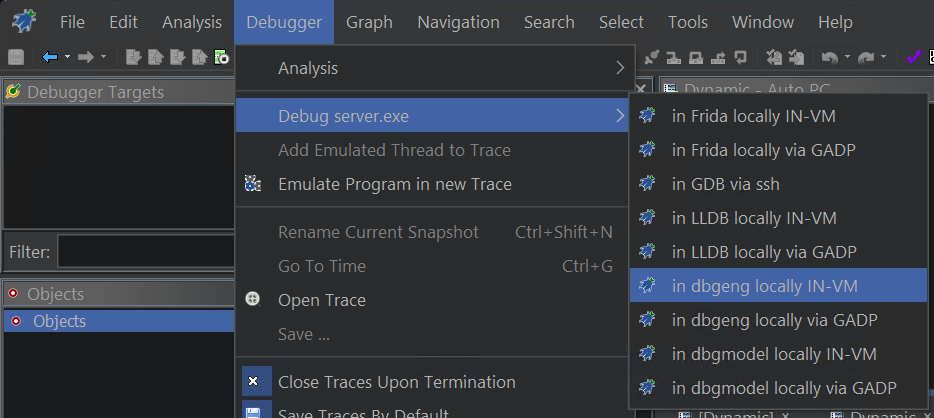 File Edit Analysis Debugger Graph Navigation Search Select Tools Window Help
Debugger Targets
Filter:
Objects
Objects
Analysis
Debug server.exe
Add Emulated Thread to Trace
Emulate Program in new Trace
Rename Current Snapshot Ctrl+Shift+N
Go To Time Ctrl+G
Open Trace
Save ...
Close Traces Upon Termination
Save Traces By Default
Dynamic - Auto PC
in Frida locally IN-VM
in Frida locally via GADP
in GDB via ssh
in LLDB locally IN-VM
in LLDB locally via GADP
in dbgeng locally IN-VM
in dbgeng locally via GADP
in dbgmodel locally IN-VM
in dbgmodel locally via GADP
[Dynamic] Dynamic